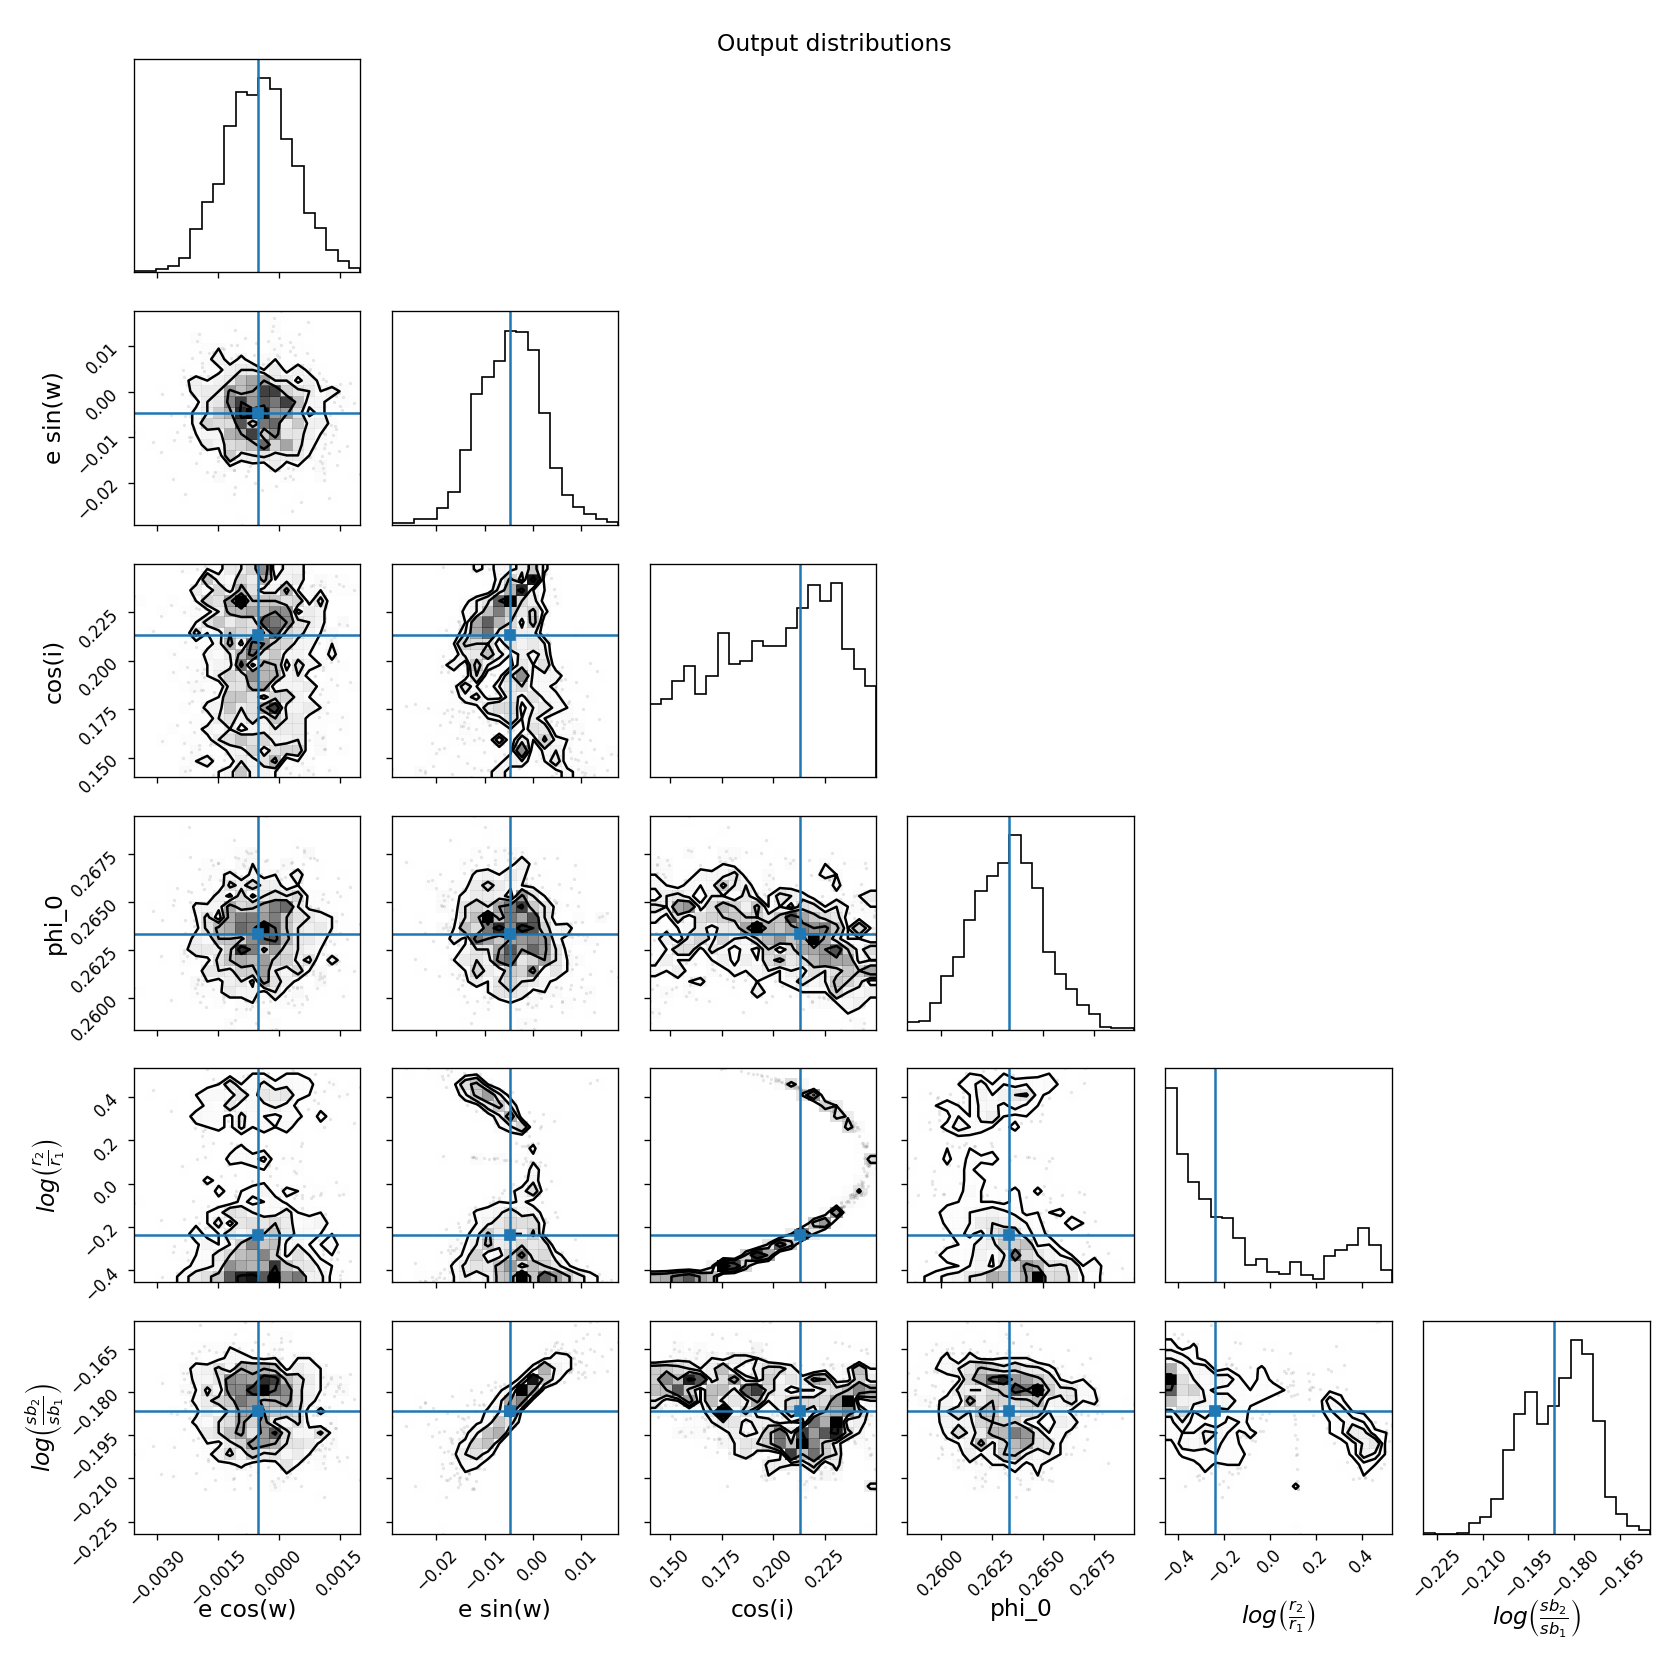 Output distributions
e sin(w)
0.01
0.00
−0.01
−0.02
cos(i)
0.225
0.200
0.175
0.150
phi_0
0.2675
0.2650
0.2625
0.2600
log(r₂/r₁)
0.4
0.2
0.0
−0.2
−0.4
log(sb₂/sb₁)
−0.165
−0.180
−0.195
−0.210
−0.225
−0.0030 −0.0015 0.0000 0.0015 −0.02 −0.01 0.00 0.01 0.150 0.175 0.200 0.225 0.2600 0.2625 0.2650 0.2675 −0.4 −0.2 0.0 0.2 0.4 −0.225 −0.210 −0.195 −0.180 −0.165
e cos(w) e sin(w) cos(i) phi_0 log(r₂/r₁) log(sb₂/sb₁)